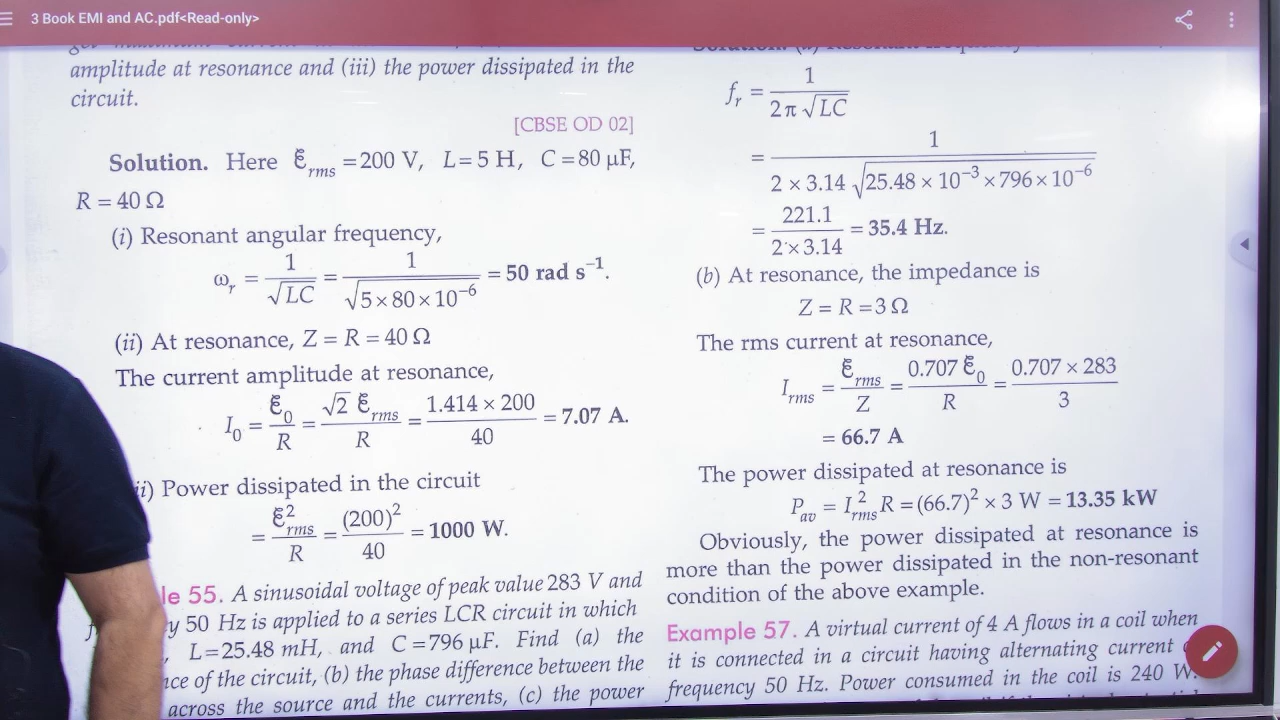 3 Book EMI and AC.pdf<Read-only>
amplitude at resonance and (iii) the power dissipated in the
circuit.
[CBSE OD 02]
Solution. Here ℰrms = 200 V, L = 5 H, C = 80 μF,
R = 40 Ω
(i) Resonant angular frequency,
ωr = 1/√LC = 1/√5 × 80 × 10⁻⁶ = 50 rad s⁻¹.
(ii) At resonance, Z = R = 40 Ω
The current amplitude at resonance,
I₀ = ℰ₀/R = √2 ℰrms/R = 1.414 × 200/40 = 7.07 A.
ii) Power dissipated in the circuit
= ℰ²rms/R = (200)²/40 = 1000 W.
le 55. A sinusoidal voltage of peak value 283 V and
y 50 Hz is applied to a series LCR circuit in which
, L=25.48 mH, and C=796 μF. Find (a) the
nce of the circuit, (b) the phase difference between the
across the source and the currents, (c) the power
fr = 1/2π√LC
= 1/2 × 3.14 √25.48 × 10⁻³ × 796 × 10⁻⁶
= 221.1/2 × 3.14 = 35.4 Hz.
(b) At resonance, the impedance is
Z = R = 3 Ω
The rms current at resonance,
Irms = ℰrms/Z = 0.707 ℰ₀/R = 0.707 × 283/3
= 66.7 A
The power dissipated at resonance is
Pav = I²rms R = (66.7)² × 3 W = 13.35 kW
Obviously, the power dissipated at resonance is
more than the power dissipated in the non-resonant
condition of the above example.
Example 57. A virtual current of 4 A flows in a coil when
it is connected in a circuit having alternating current
frequency 50 Hz. Power consumed in the coil is 240 W.